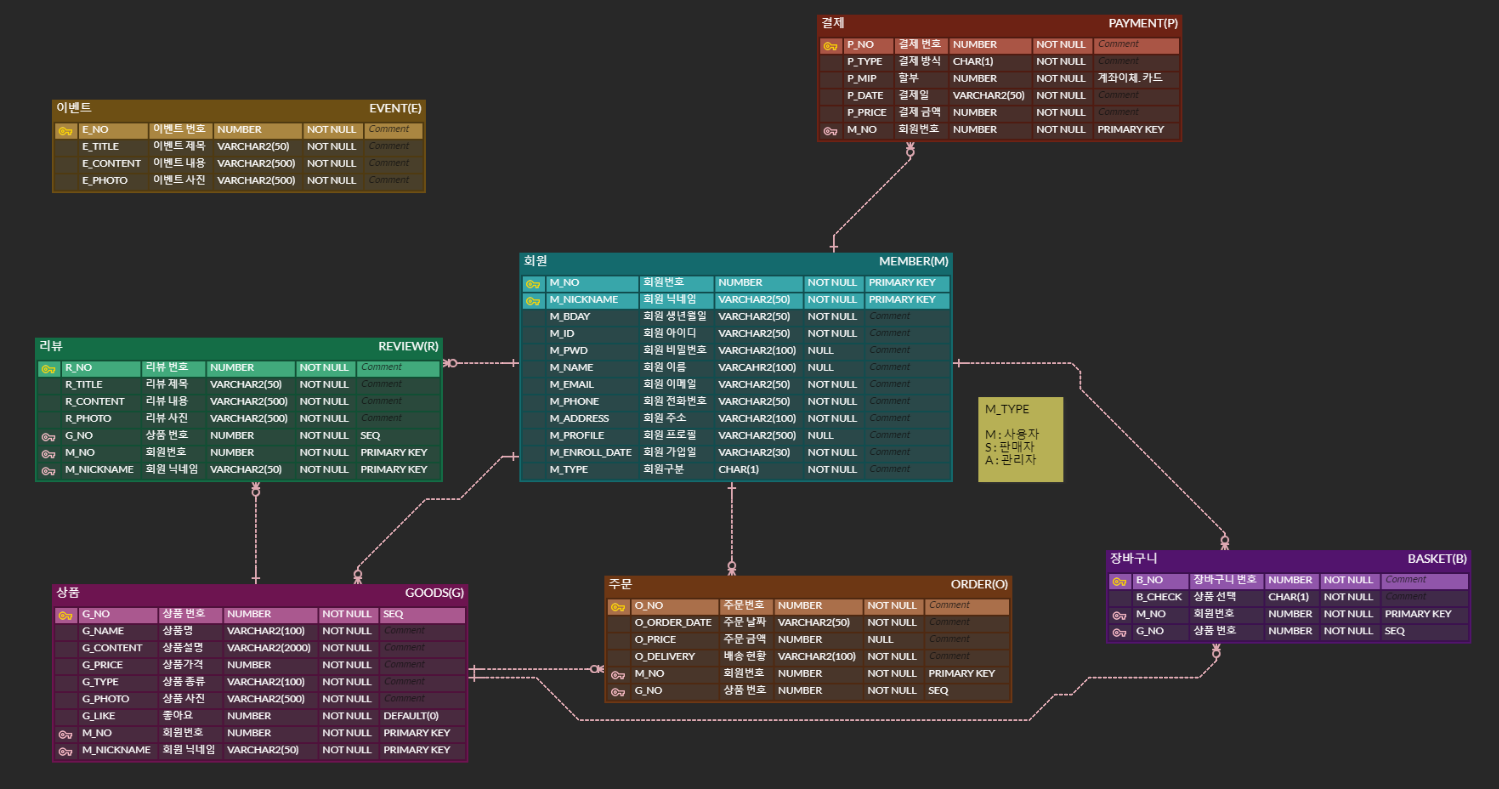 결제 PAYMENT(P)
P_NO 결제 번호 NUMBER NOT NULL Comment
P_TYPE 결제 방식 CHAR(1) NOT NULL Comment
P_MIP 할부 NUMBER NOT NULL 계좌이체_카드
P_DATE 결제일 VARCHAR2(50) NOT NULL Comment
P_PRICE 결제 금액 NUMBER NOT NULL Comment
M_NO 회원번호 NUMBER NOT NULL PRIMARY KEY
이벤트 EVENT(E)
E_NO 이벤트 번호 NUMBER NOT NULL Comment
E_TITLE 이벤트 제목 VARCHAR2(50) NOT NULL Comment
E_CONTENT 이벤트 내용 VARCHAR2(500) NOT NULL Comment
E_PHOTO 이벤트 사진 VARCHAR2(500) NOT NULL Comment
회원 MEMBER(M)
M_NO 회원번호 NUMBER NOT NULL PRIMARY KEY
M_NICKNAME 회원 닉네임 VARCHAR2(50) NOT NULL PRIMARY KEY
M_BDAY 회원 생년월일 VARCHAR2(50) NOT NULL Comment
M_ID 회원 아이디 VARCHAR2(50) NOT NULL Comment
M_PWD 회원 비밀번호 VARCHAR2(100) NULL Comment
M_NAME 회원 이름 VARCAHR2(100) NULL Comment
M_EMAIL 회원 이메일 VARCHAR2(50) NOT NULL Comment
M_PHONE 회원 전화번호 VARCHAR2(50) NOT NULL Comment
M_ADDRESS 회원 주소 VARCHAR2(100) NOT NULL Comment
M_PROFILE 회원 프로필 VARCHAR2(500) NULL Comment
M_ENROLL_DATE 회원 가입일 VARCHAR2(30) NOT NULL Comment
M_TYPE 회원구분 CHAR(1) NOT NULL Comment
리뷰 REVIEW(R)
R_NO 리뷰 번호 NUMBER NOT NULL Comment
R_TITLE 리뷰 제목 VARCHAR2(50) NOT NULL Comment
R_CONTENT 리뷰 내용 VARCHAR2(500) NOT NULL Comment
R_PHOTO 리뷰 사진 VARCHAR2(500) NOT NULL Comment
G_NO 상품 번호 NUMBER NOT NULL SEQ
M_NO 회원번호 NUMBER NOT NULL PRIMARY KEY
M_NICKNAME 회원 닉네임 VARCHAR2(50) NOT NULL PRIMARY KEY
M_TYPE
M : 사용자
S : 판매자
A : 관리자
상품 GOODS(G)
G_NO 상품 번호 NUMBER NOT NULL SEQ
G_NAME 상품명 VARCHAR2(100) NOT NULL Comment
G_CONTENT 상품설명 VARCHAR2(2000) NOT NULL Comment
G_PRICE 상품가격 NUMBER NOT NULL Comment
G_TYPE 상품 종류 VARCHAR2(100) NOT NULL Comment
G_PHOTO 상품 사진 VARCHAR2(500) NOT NULL Comment
G_LIKE 좋아요 NUMBER NOT NULL DEFAULT(0)
M_NO 회원번호 NUMBER NOT NULL PRIMARY KEY
M_NICKNAME 회원 닉네임 VARCHAR2(50) NOT NULL PRIMARY KEY
주문 ORDER(O)
O_NO 주문번호 NUMBER NOT NULL Comment
O_ORDER_DATE 주문 날짜 VARCHAR2(50) NOT NULL Comment
O_PRICE 주문 금액 NUMBER NULL Comment
O_DELIVERY 배송 현황 VARCHAR2(100) NOT NULL Comment
M_NO 회원번호 NUMBER NOT NULL PRIMARY KEY
G_NO 상품 번호 NUMBER NOT NULL SEQ
장바구니 BASKET(B)
B_NO 장바구니 번호 NUMBER NOT NULL Comment
B_CHECK 상품 선택 CHAR(1) NOT NULL Comment
M_NO 회원번호 NUMBER NOT NULL PRIMARY KEY
G_NO 상품 번호 NUMBER NOT NULL SEQ